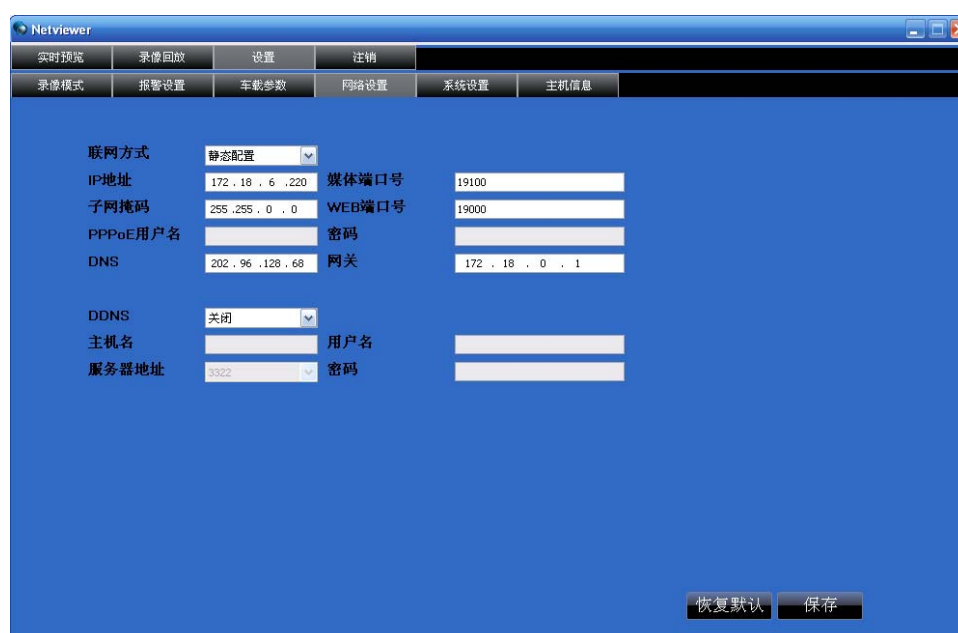 Netviewer
实时预览 录像回放 设置 注销
录像模式 报警设置 车载参数 网络设置 系统设置 主机信息
联网方式 静态配置
IP地址 172 . 18 . 6 .220 媒体端口号 19100
子网掩码 255 .255 . 0 . 0 WEB端口号 19000
PPPoE用户名 密码
DNS 202 . 96 .128 . 68 网关 172 . 18 . 0 . 1
DDNS 关闭
主机名 用户名
服务器地址 3322 密码
恢复默认 保存